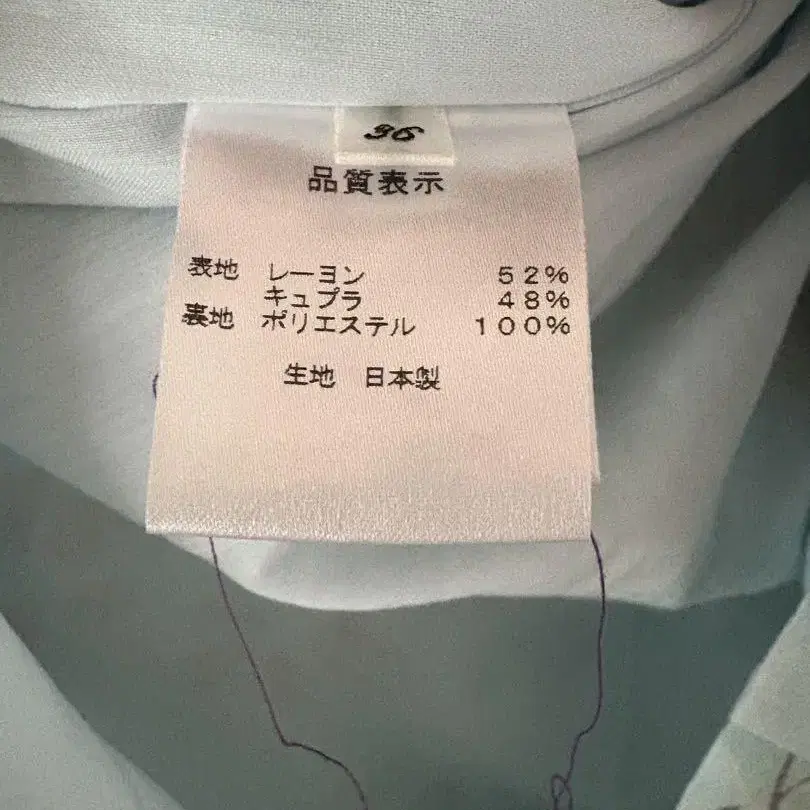 36
品質表示
表地 レーヨン 52%
キュプラ 48%
裏地 ポリエステル 100%
生地 日本製